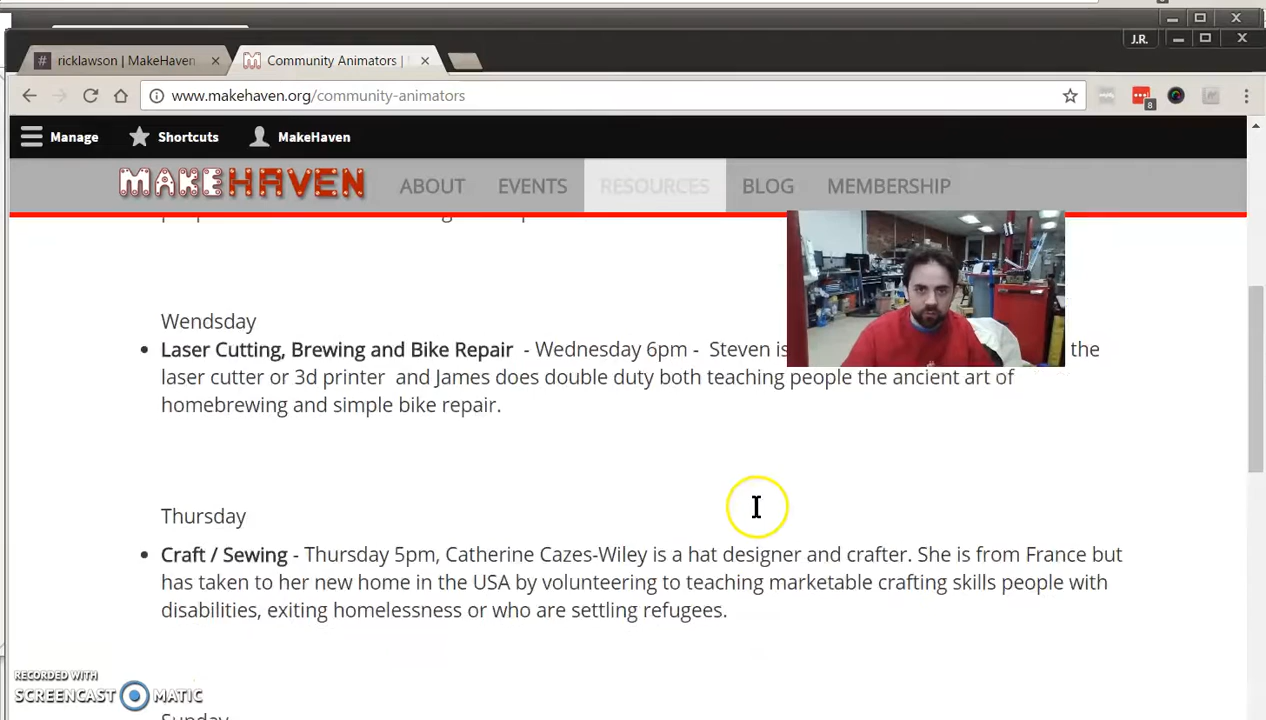 J.R.
ricklawson | MakeHaven
Community Animators |
www.makehaven.org/community-animators
8
Manage Shortcuts MakeHaven
MAKEHAVEN ABOUT EVENTS RESOURCES BLOG MEMBERSHIP
Wendsday
Laser Cutting, Brewing and Bike Repair - Wednesday 6pm - Steven is the
laser cutter or 3d printer and James does double duty both teaching people the ancient art of
homebrewing and simple bike repair.
Thursday
Craft / Sewing - Thursday 5pm, Catherine Cazes-Wiley is a hat designer and crafter. She is from France but
has taken to her new home in the USA by volunteering to teaching marketable crafting skills people with
disabilities, exiting homelessness or who are settling refugees.
RECORDED WITH
SCREENCAST MATIC
Sunday